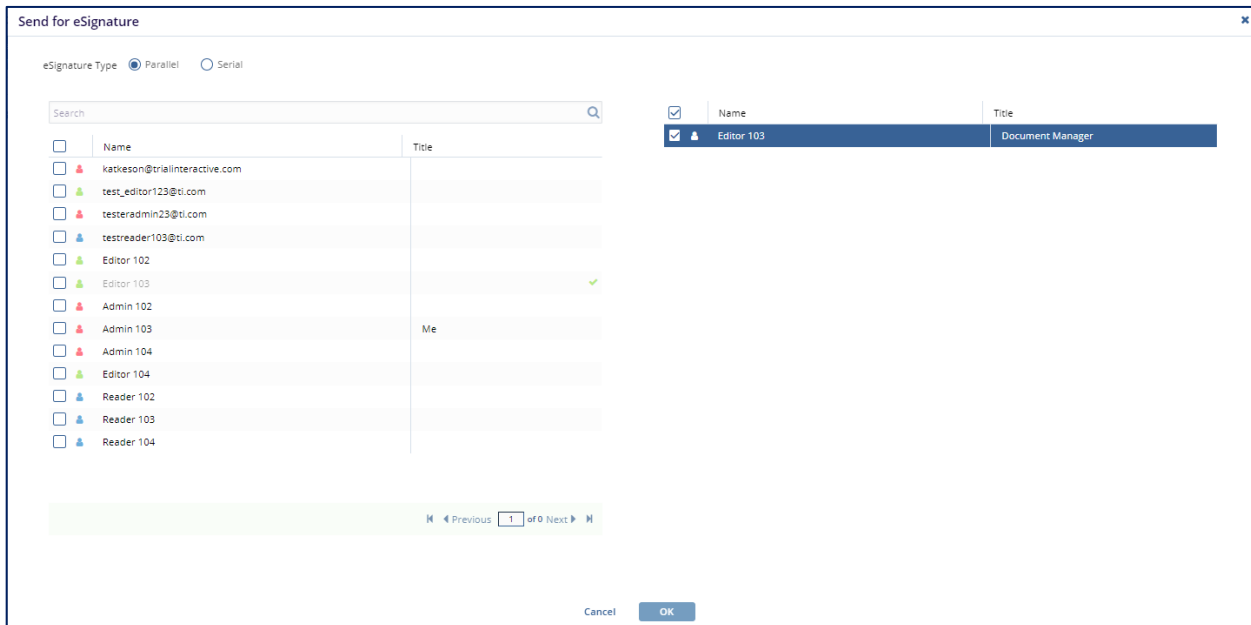 Send for eSignature
eSignature Type Parallel Serial
Search
Name Title
katkeson@trialinteractive.com
test_editor123@ti.com
testeradmin23@ti.com
testreader103@ti.com
Editor 102
Editor 103
Admin 102
Admin 103 Me
Admin 104
Editor 104
Reader 102
Reader 103
Reader 104
Previous 1 of 0 Next
Name Title
Editor 103 Document Manager
Cancel OK